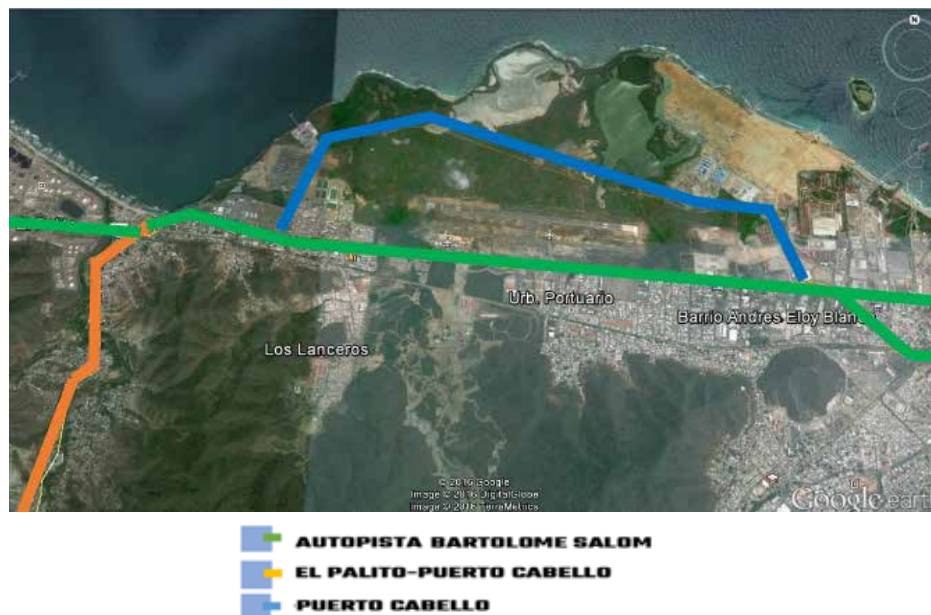 N
Urb. Portuario
Barrio Andres Eloy Blanco
Los Lanceros
© 2016 Google
Image © 2016 DigitalGlobe
Image © 2016 TerraMetrics
Google earth
AUTOPISTA BARTOLOME SALOM
EL PALITO-PUERTO CABELLO
PUERTO CABELLO